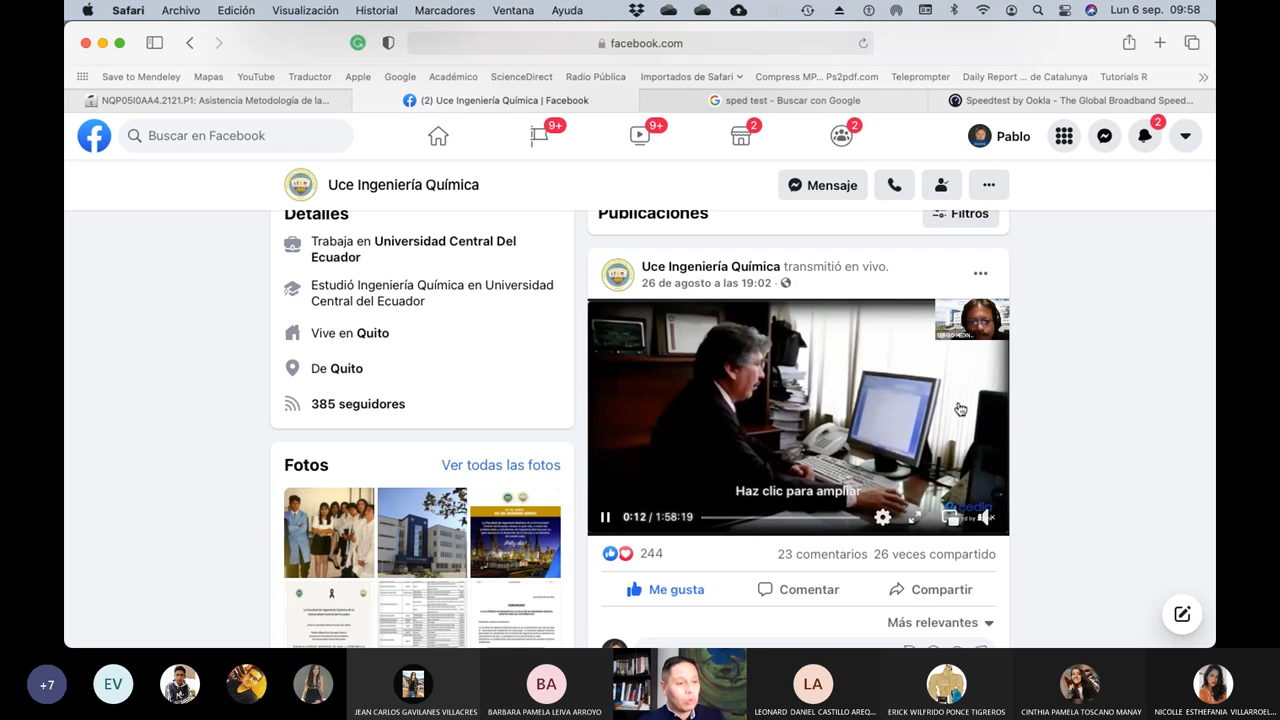 Safari Archivo Edición Visualización Historial Marcadores Ventana Ayuda Lun 6 sep. 09:58
facebook.com
Save to Mendeley Mapas YouTube Traductor Apple Google Académico ScienceDirect Radio Pública Importados de Safari Compress MP... Ps2pdf.com Teleprompter Daily Report ... de Catalunya Tutorials R
NQP05I0AA4.2121.P1: Asistencia Metodología de la...
(2) Uce Ingeniería Química | Facebook
sped test - Buscar con Google
Speedtest by Ookla - The Global Broadband Speed...
Buscar en Facebook
9+ 9+ 2 2
Pablo
2
Uce Ingeniería Química
Mensaje
Detalles
Trabaja en Universidad Central Del
Ecuador
Estudió Ingeniería Química en Universidad
Central del Ecuador
Vive en Quito
De Quito
385 seguidores
Fotos
Ver todas las fotos
Publicaciones
Filtros
Uce Ingeniería Química transmitió en vivo.
26 de agosto a las 19:02
Haz clic para ampliar
0:12 / 1:58:19
244
23 comentarios 26 veces compartido
Me gusta Comentar Compartir
Más relevantes
+7
EV
JEAN CARLOS GAVILANES VILLACRES
BA
BARBARA PAMELA LEIVA ARROYO
LA
LEONARD DANIEL CASTILLO AREQ...
ERICK WILFRIDO PONCE TIGREROS
CINTHIA PAMELA TOSCANO MANAY
NICOLLE ESTHEFANIA VILLARROEL...